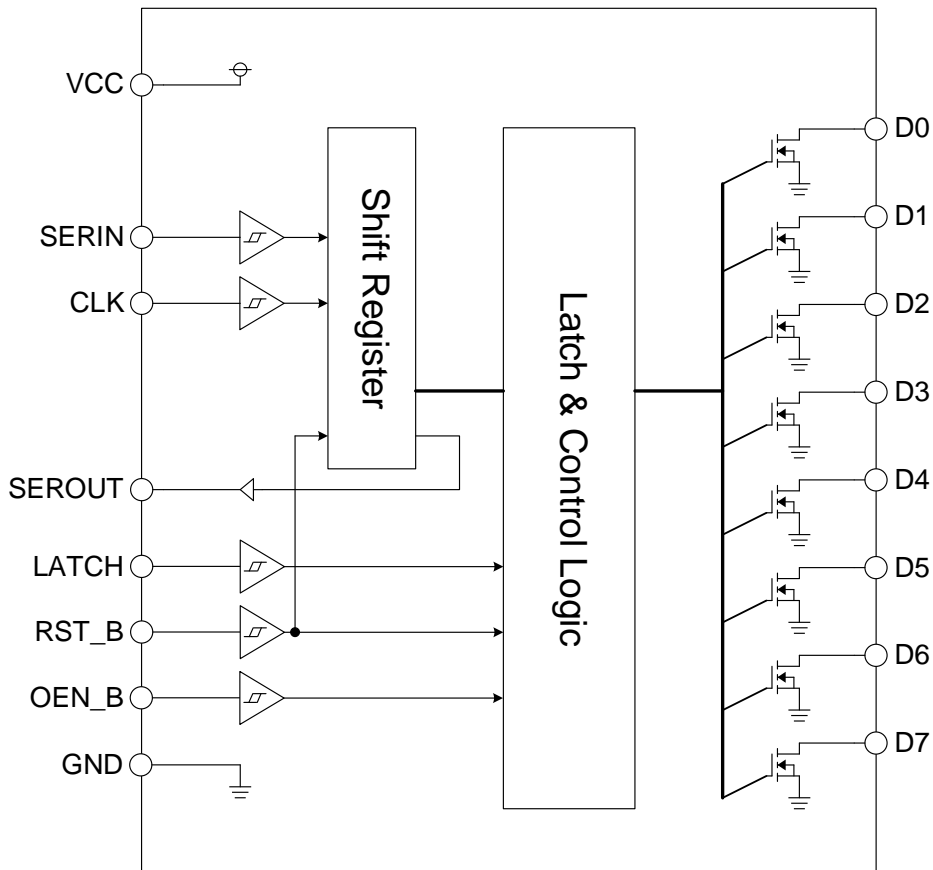 VCC
SERIN
CLK
SEROUT
LATCH
RST_B
OEN_B
GND
Shift Register
Latch & Control Logic
D0
D1
D2
D3
D4
D5
D6
D7